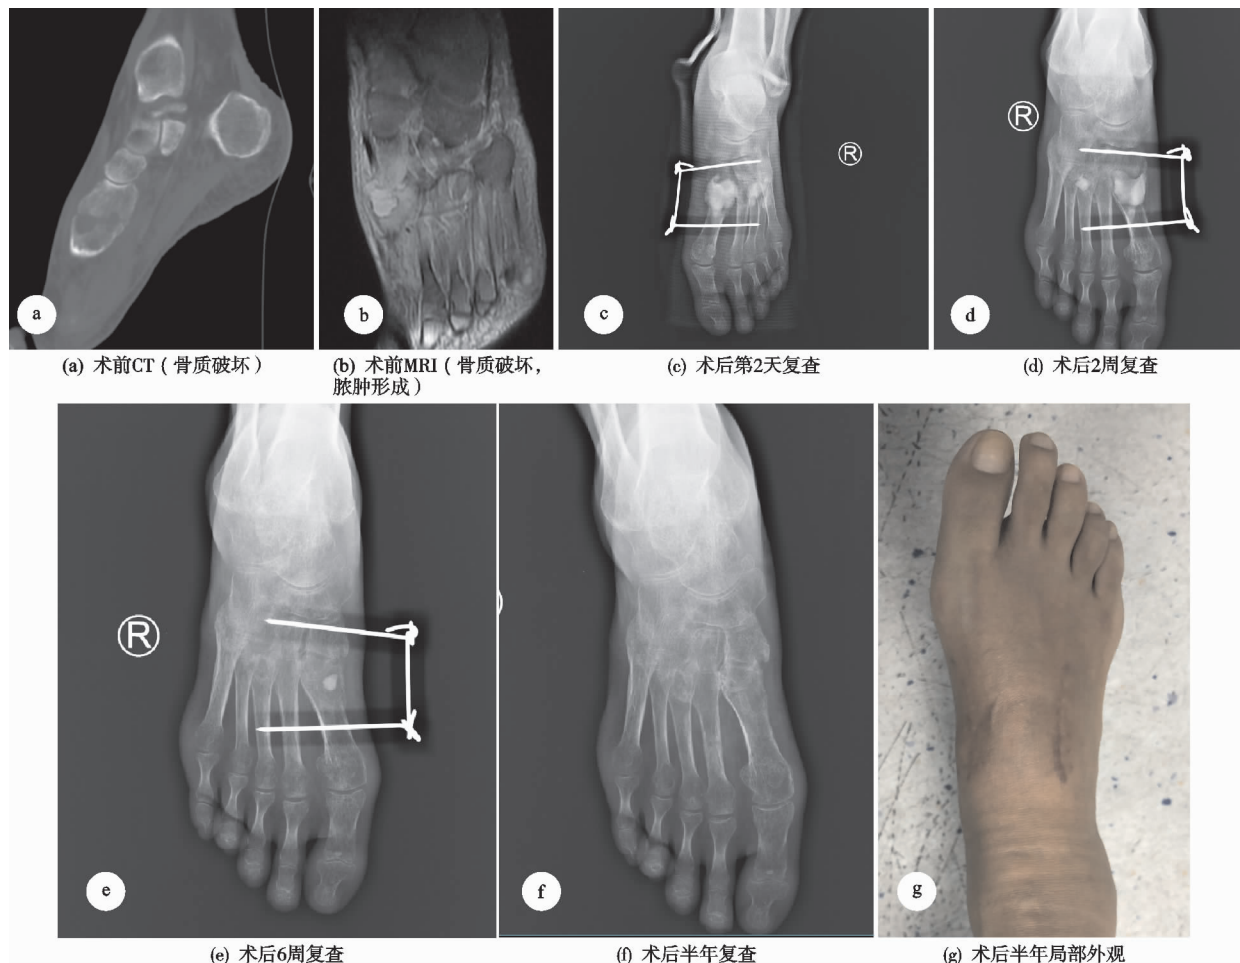 a
(a) 术前CT（骨质破坏）
b
(b) 术前MRI（骨质破坏，
脓肿形成）
R
c
(c) 术后第2天复查
R
d
(d) 术后2周复查
R
e
(e) 术后6周复查
f
(f) 术后半年复查
g
(g) 术后半年局部外观